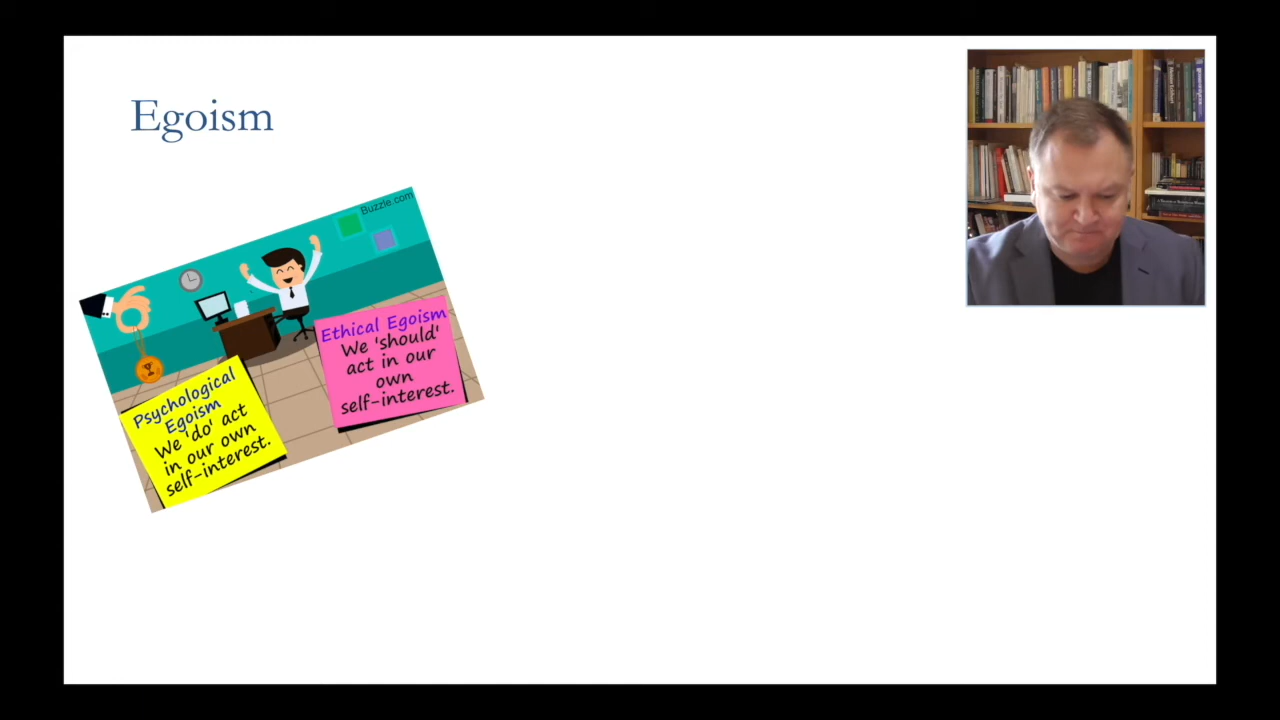 Egoism
Buzzle.com
Psychological
Egoism
We 'do' act
in our own
self-interest.
Ethical Egoism
We 'should'
act in our
own
self-interest.